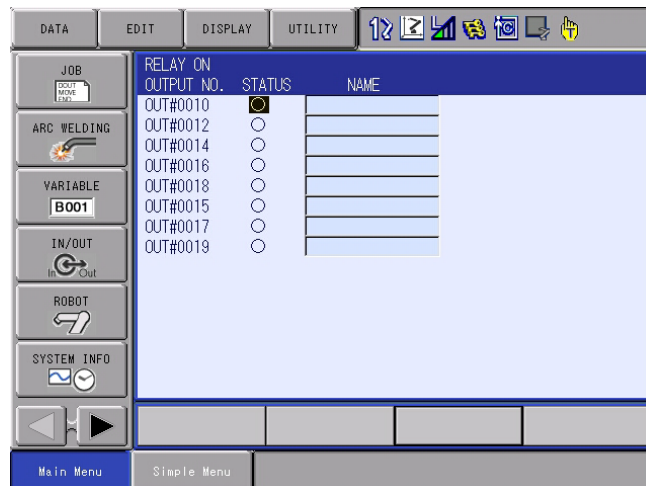 DATA EDIT DISPLAY UTILITY
JOB
DOUT
MOVE
END
ARC WELDING
VARIABLE
B001
IN/OUT
In Out
ROBOT
SYSTEM INFO
RELAY ON
OUTPUT NO. STATUS NAME
OUT#0010
OUT#0012
OUT#0014
OUT#0016
OUT#0018
OUT#0015
OUT#0017
OUT#0019
Main Menu Simple Menu